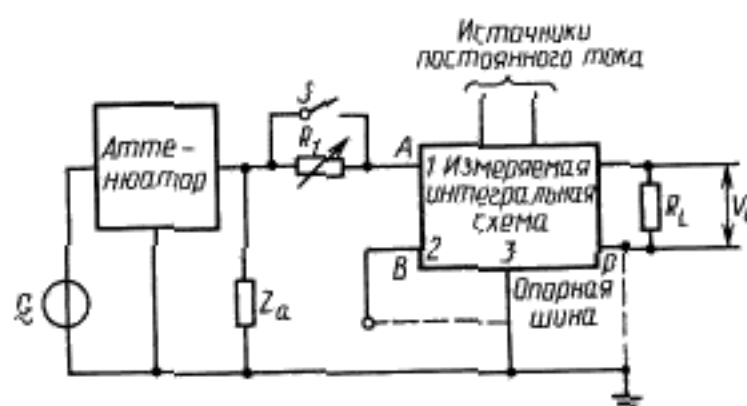 Источники
постоянного тока
S
R1
A
Атте-
нюатор
1 Измеряемая
интегральная
схема
2
3
B
P
RL
G
Za
Опорная
шина